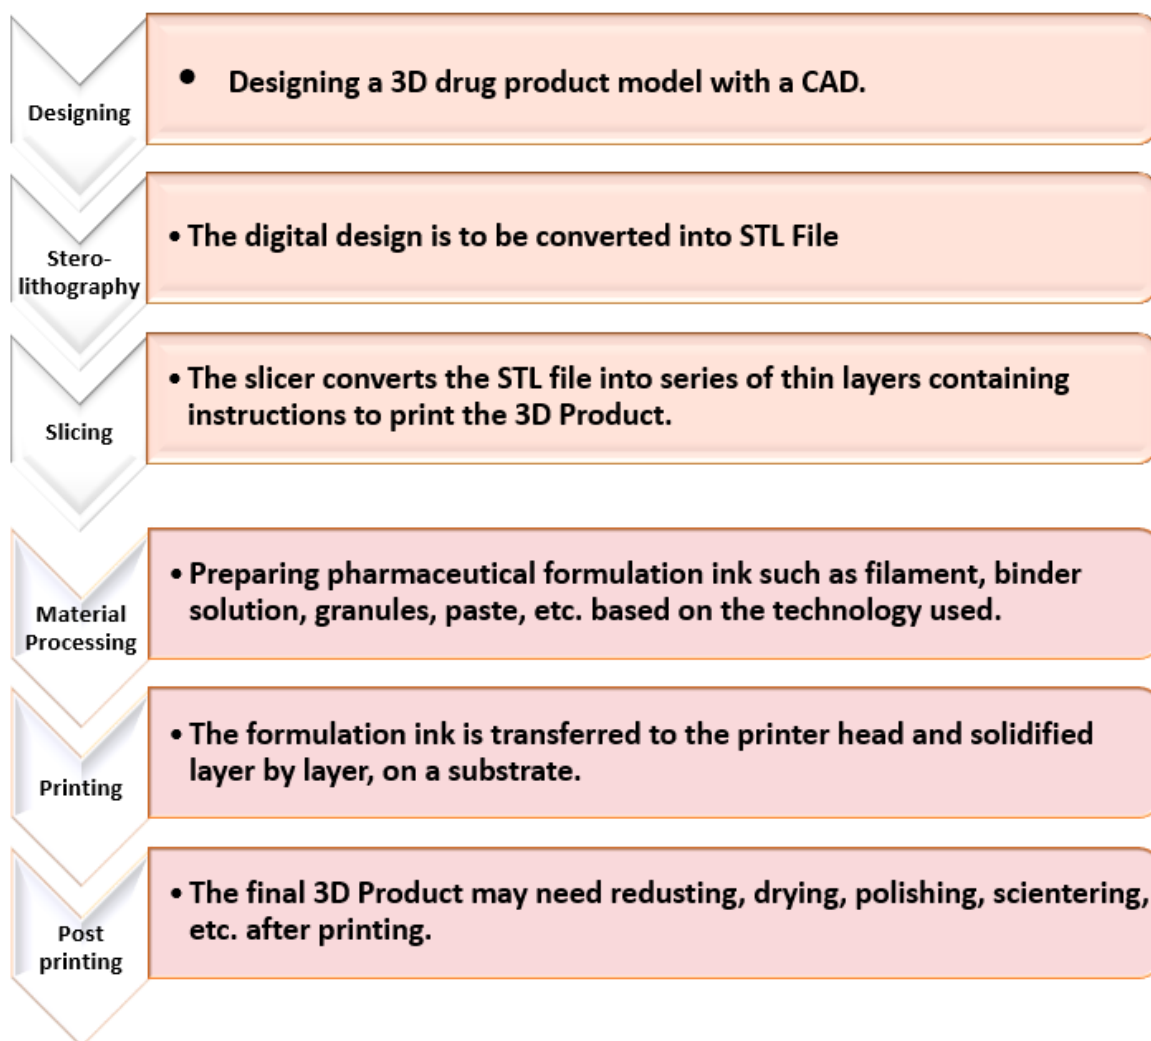 Designing
• Designing a 3D drug product model with a CAD.
Stero-
lithography
• The digital design is to be converted into STL File
Slicing
• The slicer converts the STL file into series of thin layers containing
instructions to print the 3D Product.
Material
Processing
• Preparing pharmaceutical formulation ink such as filament, binder
solution, granules, paste, etc. based on the technology used.
Printing
• The formulation ink is transferred to the printer head and solidified
layer by layer, on a substrate.
Post
printing
• The final 3D Product may need redusting, drying, polishing, scientering,
etc. after printing.